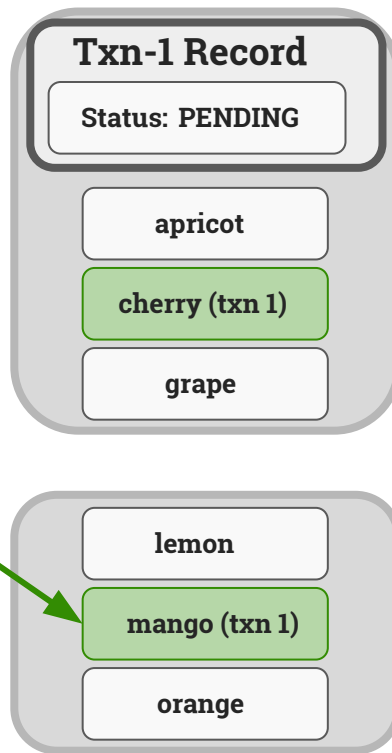 Txn-1 Record
Status: PENDING
apricot
cherry (txn 1)
grape
lemon
mango (txn 1)
orange